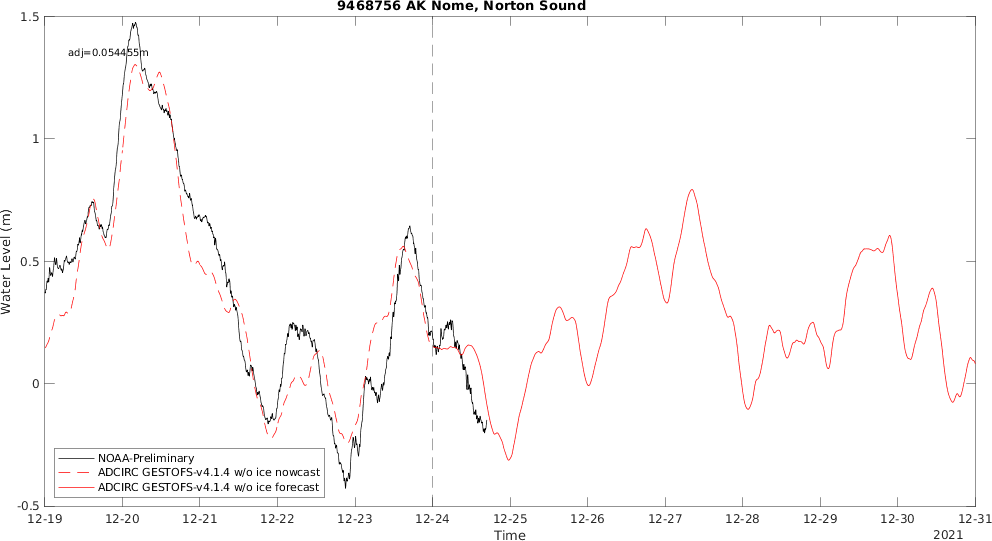 9468756 AK Nome, Norton Sound
adj=0.054455m
1.5
1
0.5
0
-0.5
Water Level (m)
NOAA-Preliminary
ADCIRC GESTOFS-v4.1.4 w/o ice nowcast
ADCIRC GESTOFS-v4.1.4 w/o ice forecast
12-19 12-20 12-21 12-22 12-23 12-24 12-25 12-26 12-27 12-28 12-29 12-30 12-31
Time
2021